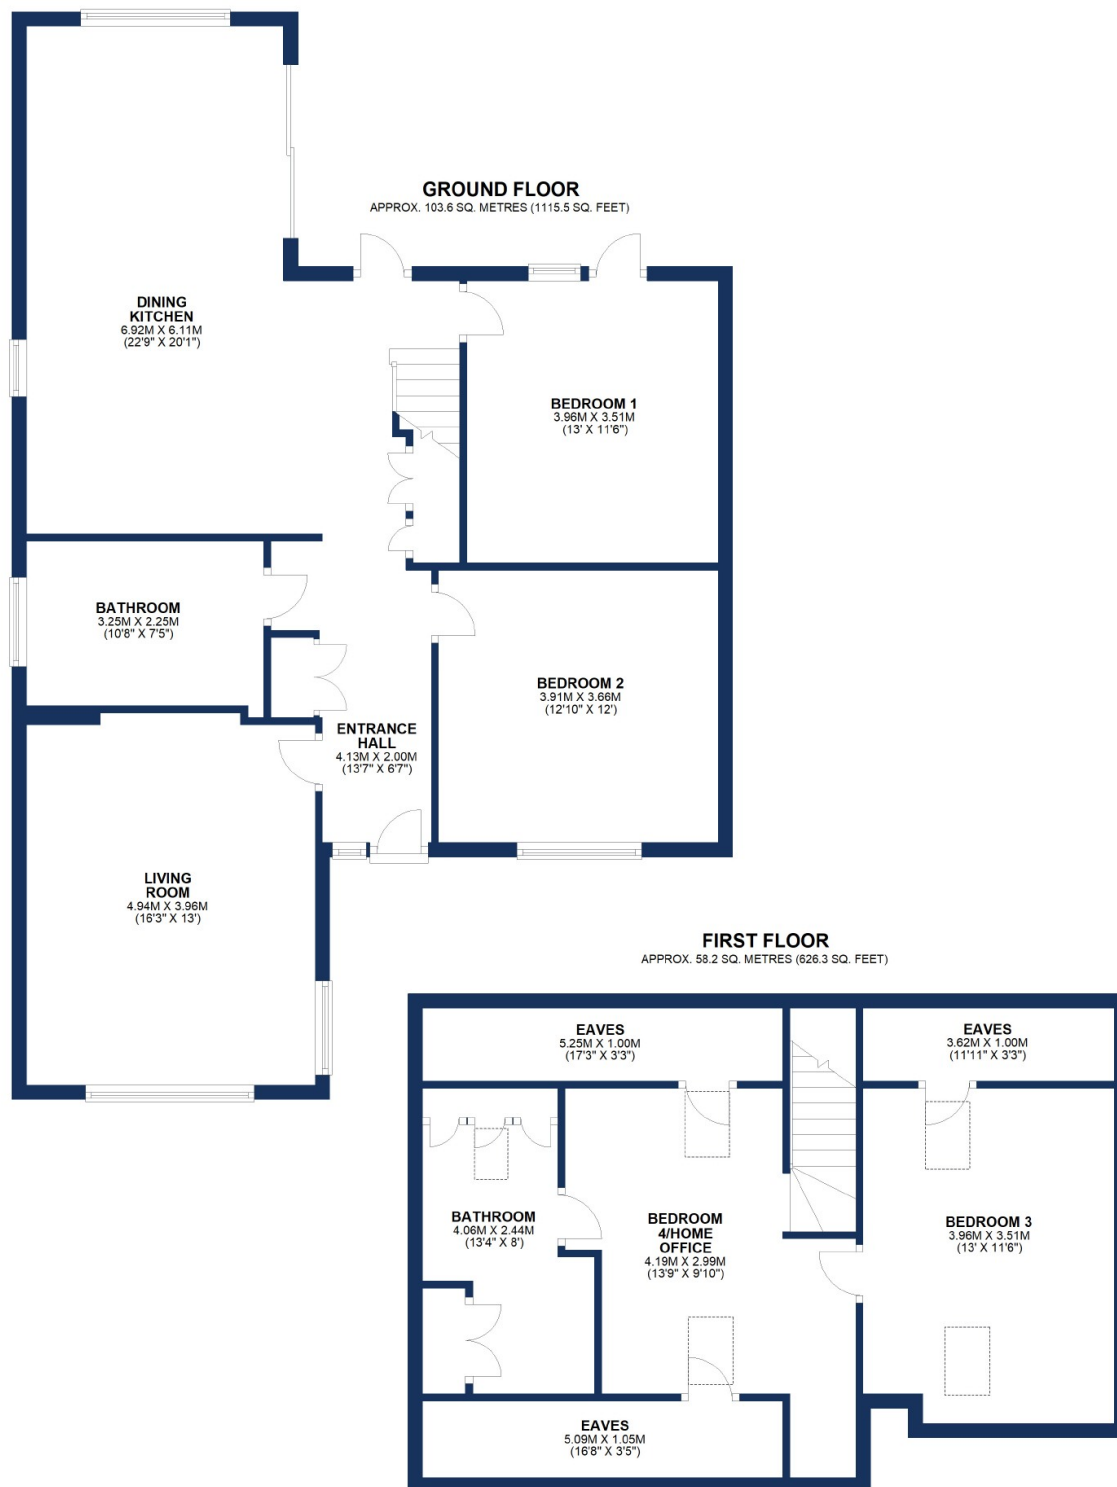 GROUND FLOOR
APPROX. 103.6 SQ. METRES (1115.5 SQ. FEET)
DINING
KITCHEN
6.92M X 6.11M
(22'9" X 20'1")
BEDROOM 1
3.96M X 3.51M
(13' X 11'6")
BATHROOM
3.25M X 2.25M
(10'8" X 7'5")
BEDROOM 2
3.91M X 3.66M
(12'10" X 12')
ENTRANCE
HALL
4.13M X 2.00M
(13'7" X 6'7")
LIVING
ROOM
4.94M X 3.96M
(16'3" X 13')
FIRST FLOOR
APPROX. 58.2 SQ. METRES (626.3 SQ. FEET)
EAVES
5.25M X 1.00M
(17'3" X 3'3")
EAVES
3.62M X 1.00M
(11'11" X 3'3")
BATHROOM
4.06M X 2.44M
(13'4" X 8')
BEDROOM
4/HOME
OFFICE
4.19M X 2.99M
(13'9" X 9'10")
BEDROOM 3
3.96M X 3.51M
(13' X 11'6")
EAVES
5.09M X 1.05M
(16'8" X 3'5")